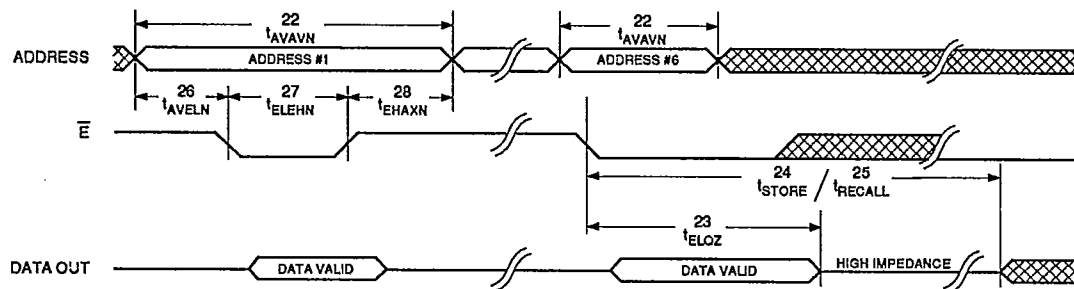 22 22
tAVAVN tAVAVN
ADDRESS ADDRESS #1 ADDRESS #6
26 27 28
tAVELN tELEHN tEHAXN
E
24 25
tSTORE / tRECALL
23
tELQZ
DATA OUT DATA VALID DATA VALID HIGH IMPEDANCE